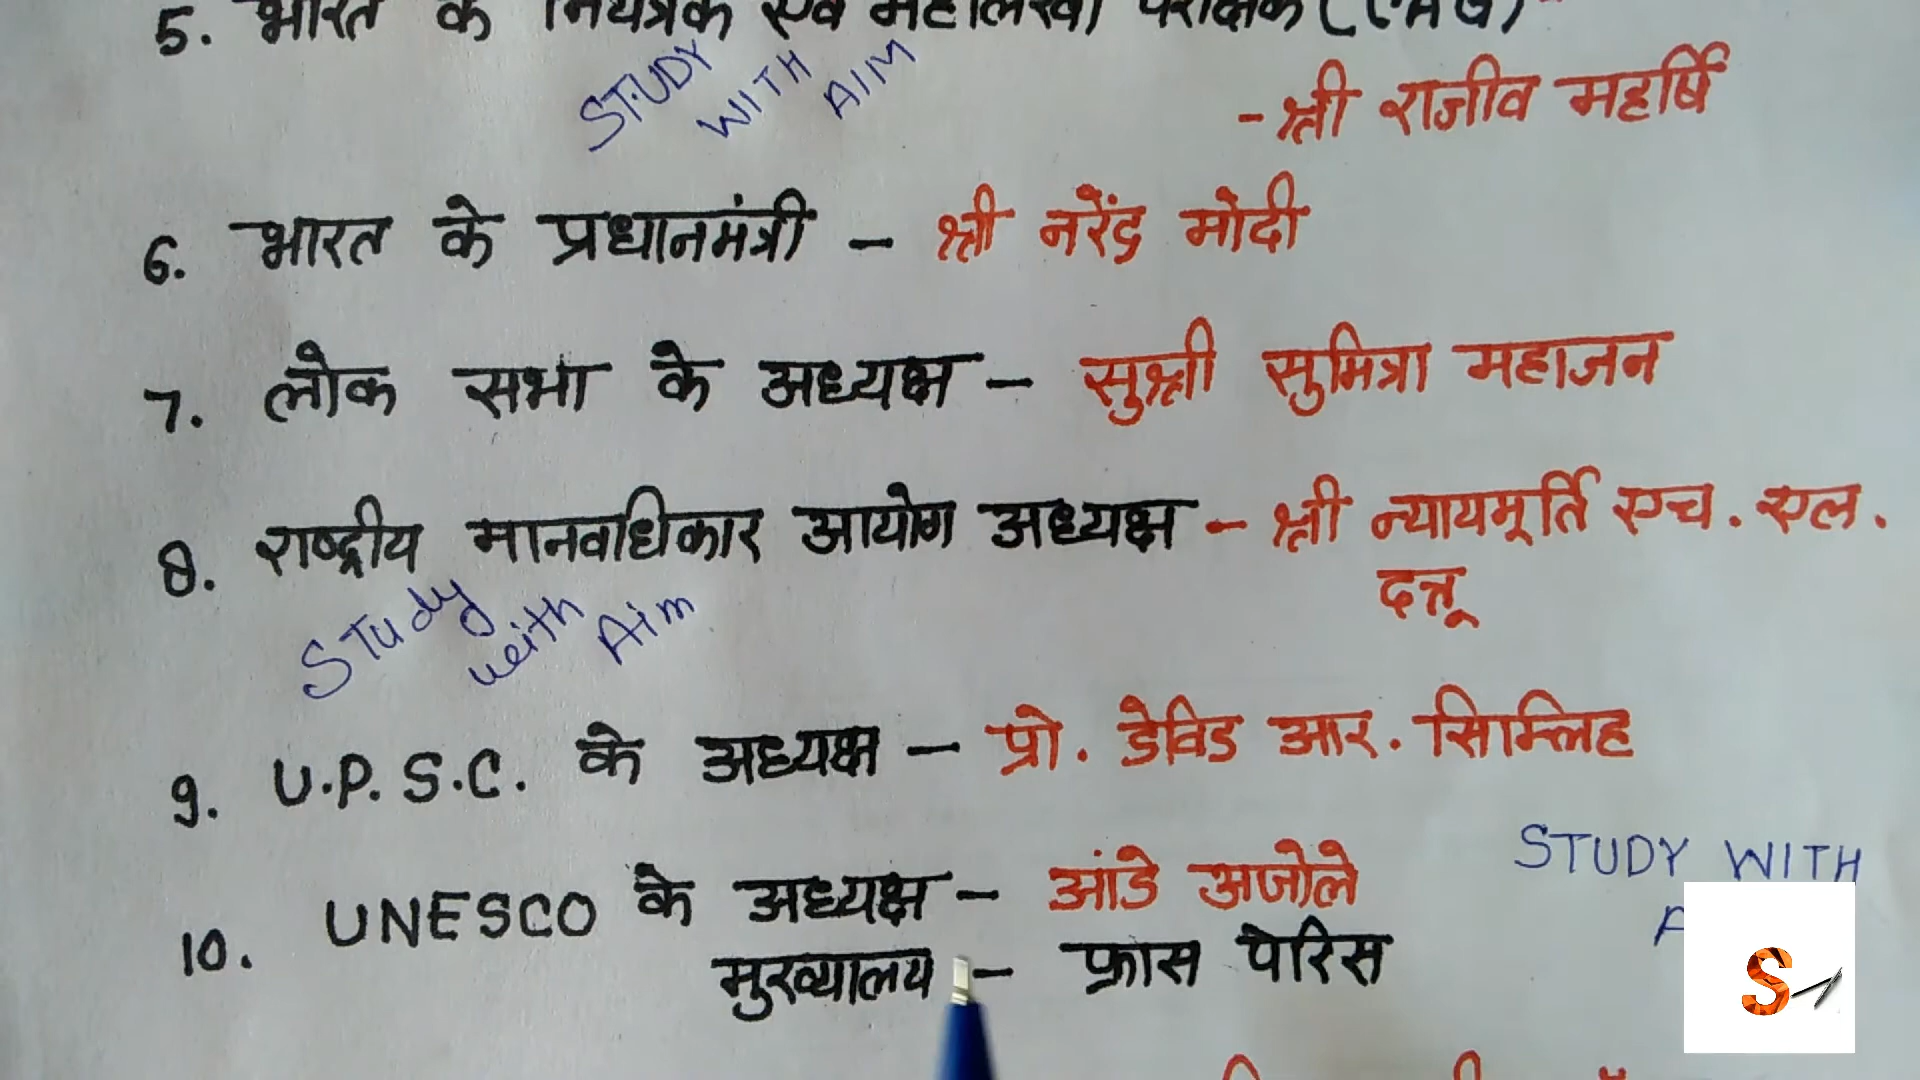 5. भारत के नियंत्रक एवं महालेखा परीक्षक (CAG)
STUDY WITH AIM
- श्री राजीव महर्षि
6. भारत के प्रधानमंत्री - श्री नरेंद्र मोदी
7. लोक सभा के अध्यक्ष - सुश्री सुमित्रा महाजन
8. राष्ट्रीय मानवाधिकार आयोग अध्यक्ष - श्री न्यायमूर्ति एच. एल.
दत्तू
Study with Aim
9. U.P.S.C. के अध्यक्ष - प्रो. डेविड आर. सिम्लिह
10. UNESCO के अध्यक्ष - आंडे अजोले
STUDY WITH
A
मुख्यालय - फ्रास पेरिस
S